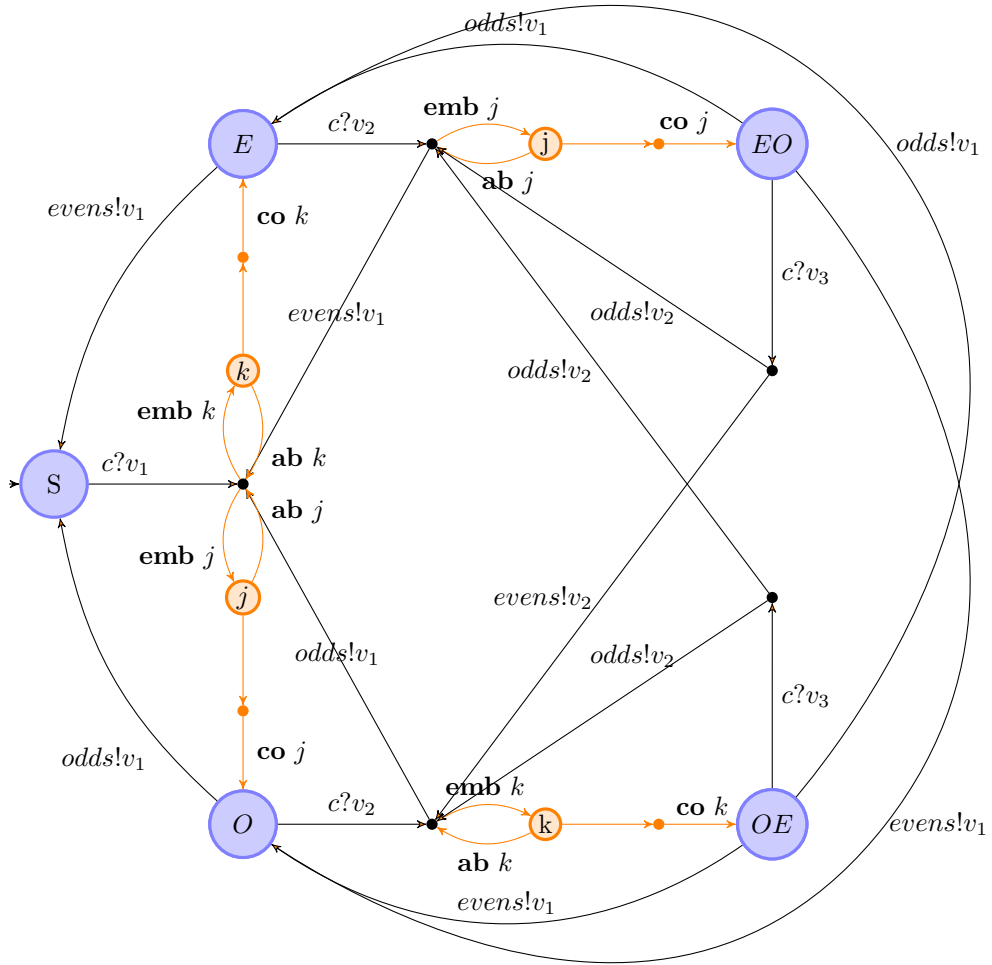 odds!v₁
E
c?v₂
emb j
j
co j
EO
odds!v₁
ab j
evens!v₁
co k
c?v₃
evens!v₁
odds!v₂
k
odds!v₂
emb k
ab k
S
c?v₁
ab j
emb j
j
evens!v₂
odds!v₁
odds!v₂
c?v₃
co j
odds!v₁
emb k
c?v₂
co k
O
k
OE
evens!v₁
ab k
evens!v₁